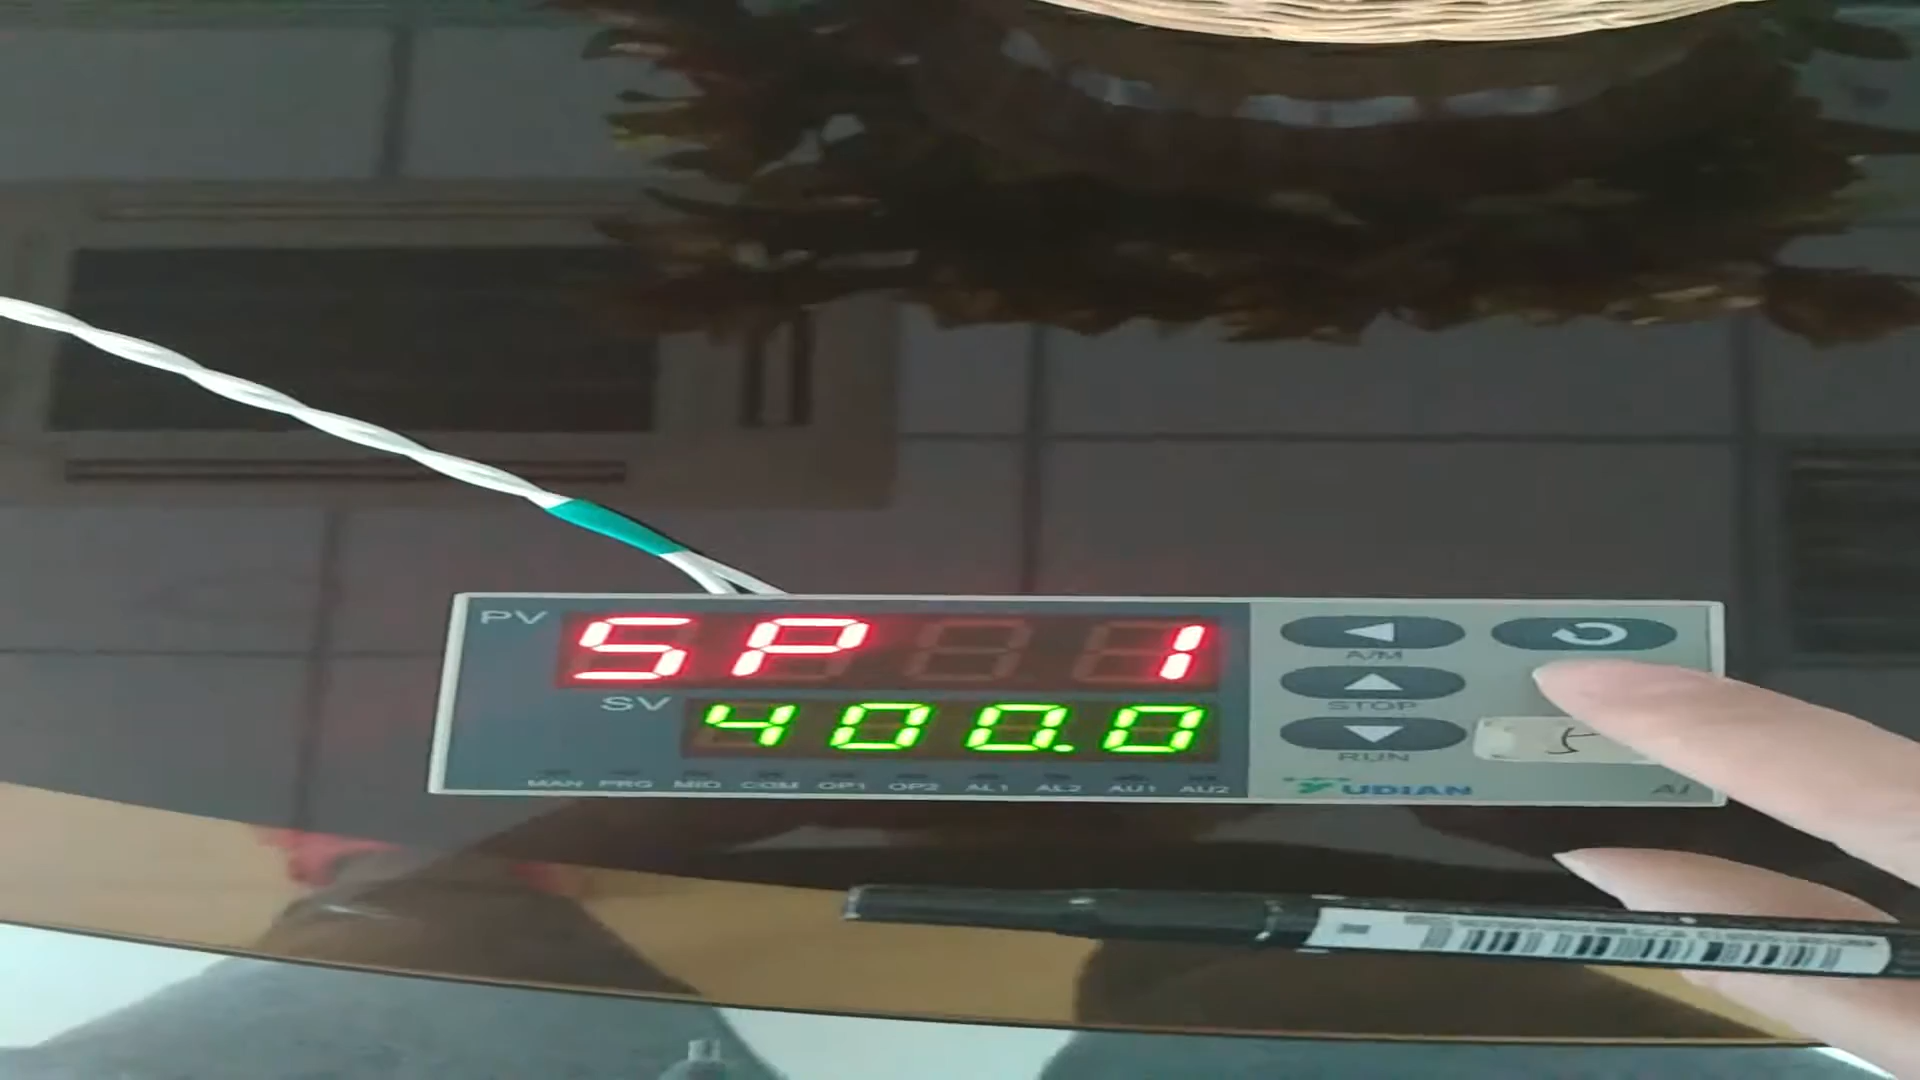 PV
SP 1
SV
400.0
MAN PRG MIO COM OP1 OP2 AL1 AL2 AU1 AU2
A/M
STOP
RUN
YUDIAN
AI